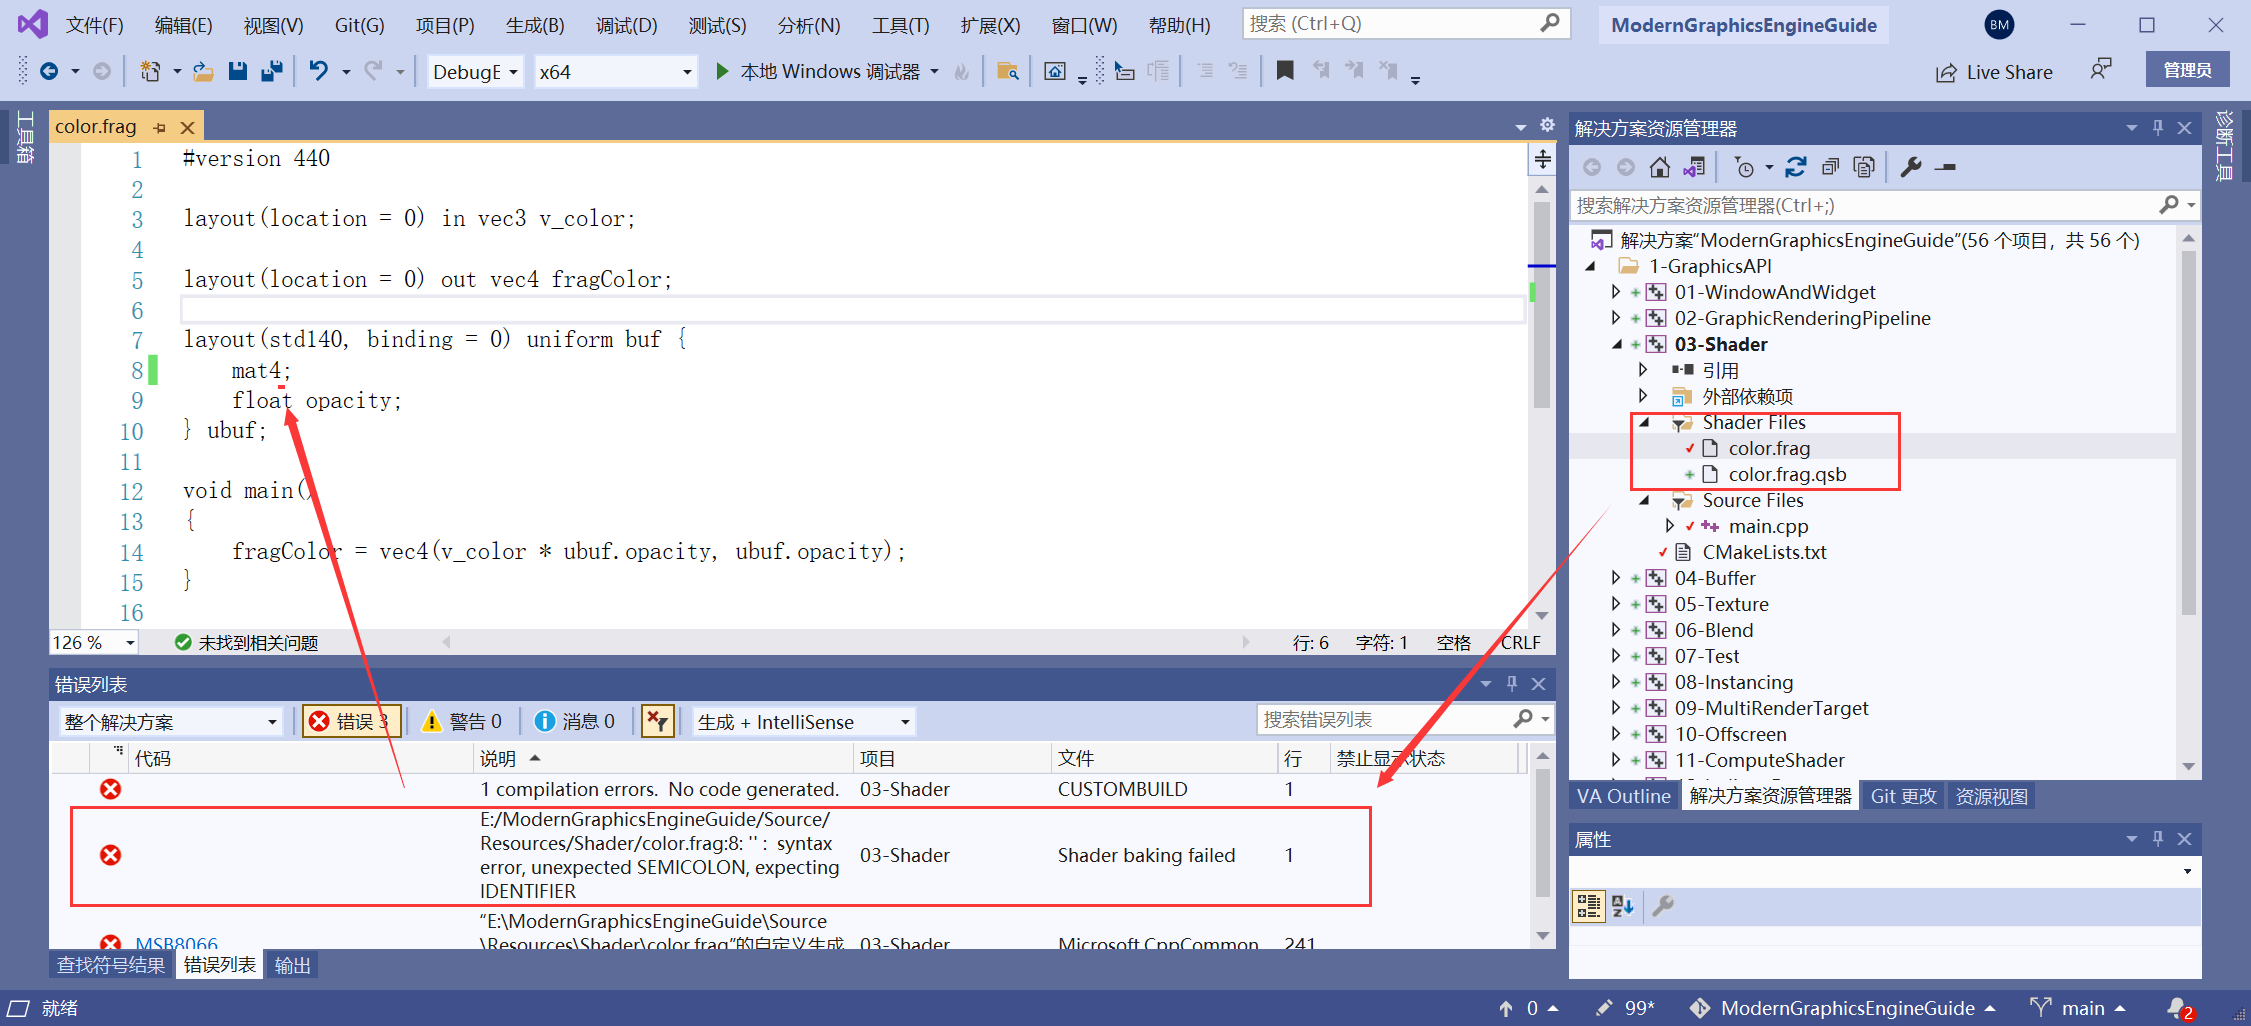 文件(F) 编辑(E) 视图(V) Git(G) 项目(P) 生成(B) 调试(D) 测试(S) 分析(N) 工具(T) 扩展(X) 窗口(W) 帮助(H) 搜索 (Ctrl+Q) ModernGraphicsEngineGuide BM
DebugE x64 本地 Windows 调试器 Live Share 管理员
工具箱
color.frag
1 #version 440
2
3 layout(location = 0) in vec3 v_color;
4
5 layout(location = 0) out vec4 fragColor;
6
7 layout(std140, binding = 0) uniform buf {
8 mat4;
9 float opacity;
10 } ubuf;
11
12 void main()
13 {
14 fragColor = vec4(v_color * ubuf.opacity, ubuf.opacity);
15 }
16
126 % 未找到相关问题 行: 6 字符: 1 空格 CRLF
错误列表
整个解决方案 错误 3 警告 0 消息 0 生成 + IntelliSense 搜索错误列表
代码 说明 项目 文件 行 禁止显示状态
1 compilation errors.  No code generated. 03-Shader CUSTOMBUILD 1
E:/ModernGraphicsEngineGuide/Source/
Resources/Shader/color.frag:8: '' :  syntax
error, unexpected SEMICOLON, expecting
IDENTIFIER
03-Shader Shader baking failed 1
“E:\ModernGraphicsEngineGuide\Source
MSB8066 \Resources\Shader\color.frag”的自定义生成 03-Shader Microsoft.CppCommon 241
查找符号结果 错误列表 输出
解决方案资源管理器
搜索解决方案资源管理器(Ctrl+;)
解决方案“ModernGraphicsEngineGuide”(56 个项目，共 56 个)
1-GraphicsAPI
01-WindowAndWidget
02-GraphicRenderingPipeline
03-Shader
引用
外部依赖项
Shader Files
color.frag
color.frag.qsb
Source Files
main.cpp
CMakeLists.txt
04-Buffer
05-Texture
06-Blend
07-Test
08-Instancing
09-MultiRenderTarget
10-Offscreen
11-ComputeShader
VA Outline 解决方案资源管理器 Git 更改 资源视图
属性
诊断工具
就绪 0 99* ModernGraphicsEngineGuide main 2